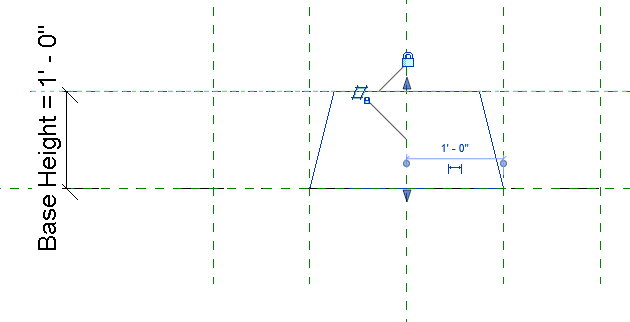 Base Height = 1' - 0"
1' - 0"